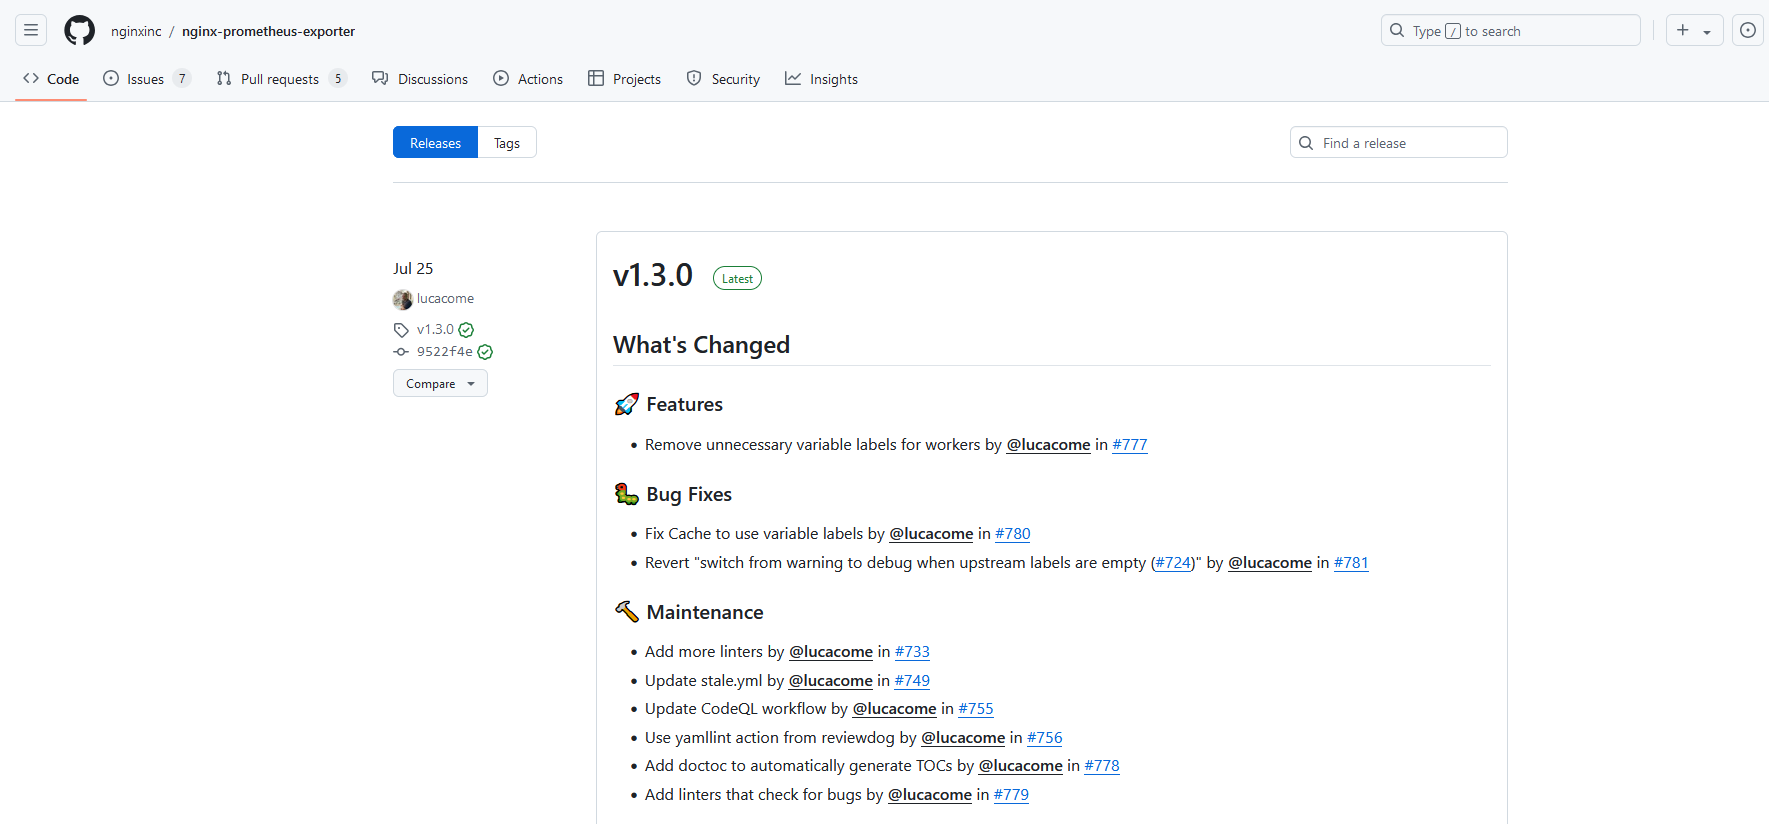 nginxinc / nginx-prometheus-exporter
Type / to search
Code
Issues 7
Pull requests 5
Discussions
Actions
Projects
Security
Insights
Releases
Tags
Find a release
Jul 25
lucacome
v1.3.0
9522f4e
Compare
v1.3.0 Latest
What's Changed
🚀 Features
• Remove unnecessary variable labels for workers by @lucacome in #777
🐛 Bug Fixes
• Fix Cache to use variable labels by @lucacome in #780
• Revert "switch from warning to debug when upstream labels are empty (#724)" by @lucacome in #781
🔨 Maintenance
• Add more linters by @lucacome in #733
• Update stale.yml by @lucacome in #749
• Update CodeQL workflow by @lucacome in #755
• Use yamllint action from reviewdog by @lucacome in #756
• Add doctoc to automatically generate TOCs by @lucacome in #778
• Add linters that check for bugs by @lucacome in #779